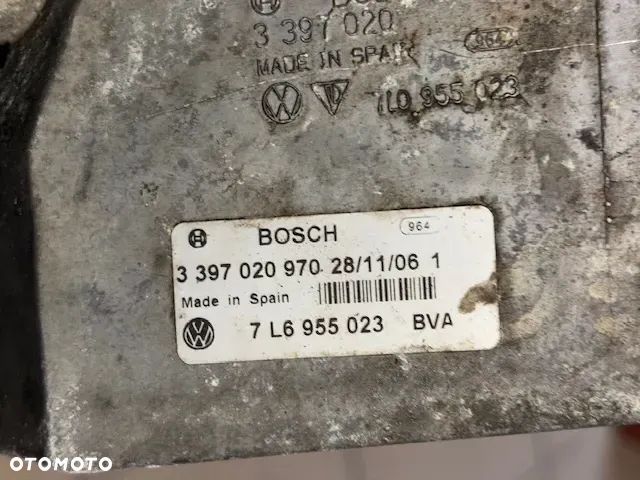 3 397 020
MADE IN SPAIN 964
7L0 955 023
BOSCH 964
3 397 020 970 28/11/06 1
Made in Spain
7 L6 955 023 BVA
OTOMOTO